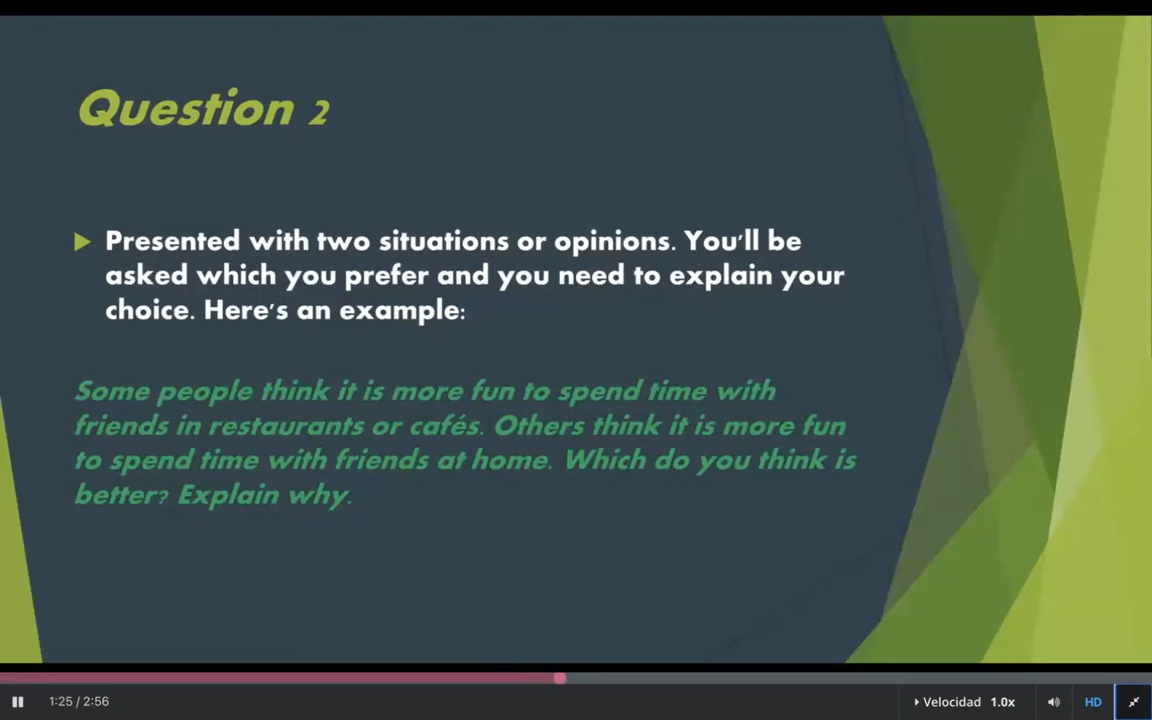 Question 2
Presented with two situations or opinions. You'll be
asked which you prefer and you need to explain your
choice. Here's an example:
Some people think it is more fun to spend time with
friends in restaurants or cafés. Others think it is more fun
to spend time with friends at home. Which do you think is
better? Explain why.
1:25 / 2:56
Velocidad 1.0x
HD